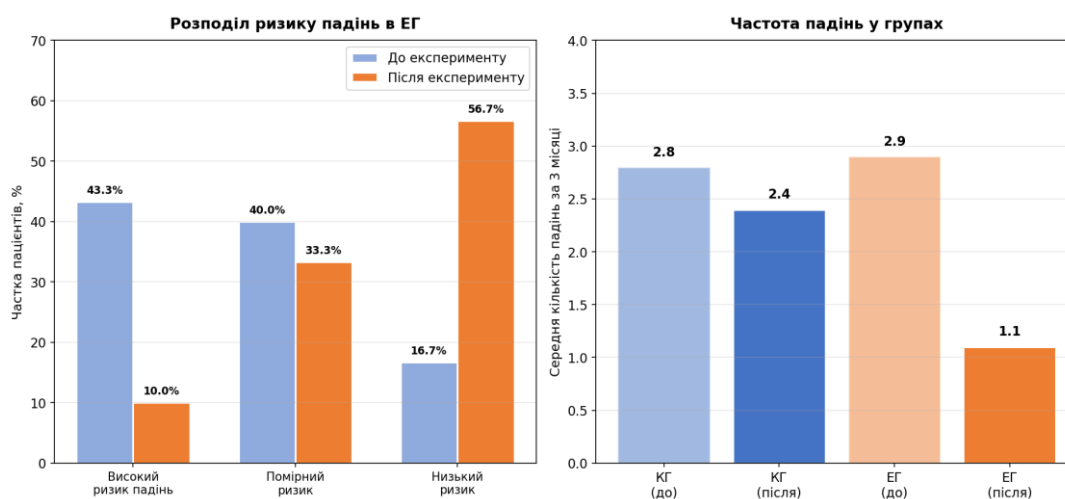 Розподіл ризику падінь в ЕГ
До експерименту
Після експерименту
Частка пацієнтів, %
70
60
50
40
30
20
10
0
43.3%
10.0%
40.0%
33.3%
16.7%
56.7%
Високий
ризик падінь
Помірний
ризик
Низький
ризик
Частота падінь у групах
Середня кількість падінь за 3 місяці
4.0
3.5
3.0
2.5
2.0
1.5
1.0
0.5
0.0
2.8
2.4
2.9
1.1
КГ
(до)
КГ
(після)
ЕГ
(до)
ЕГ
(після)